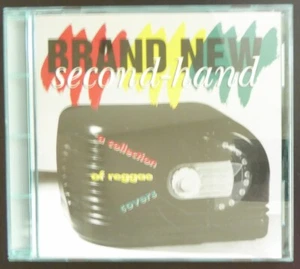 BRAND NEW
second-hand
a collection
of reggae
covers